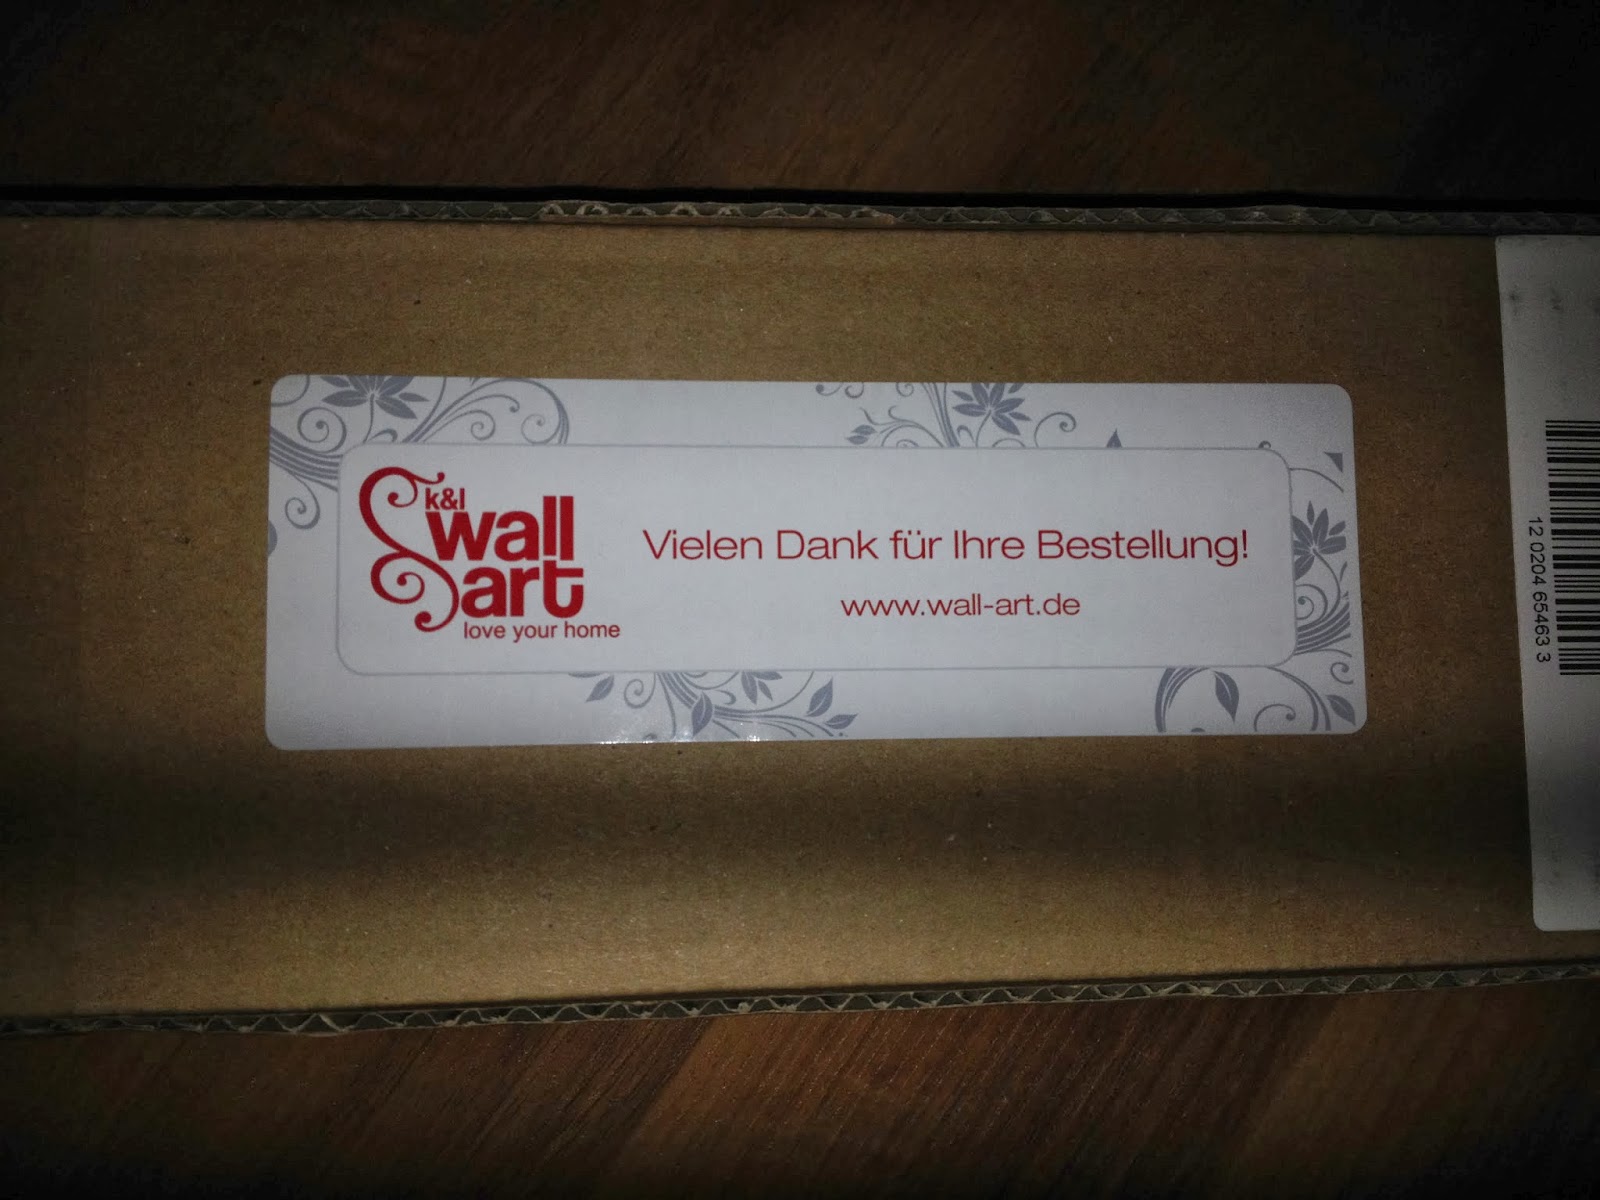 k&l
wall
art
love your home
Vielen Dank für Ihre Bestellung!
www.wall-art.de
12 0204 65463 3